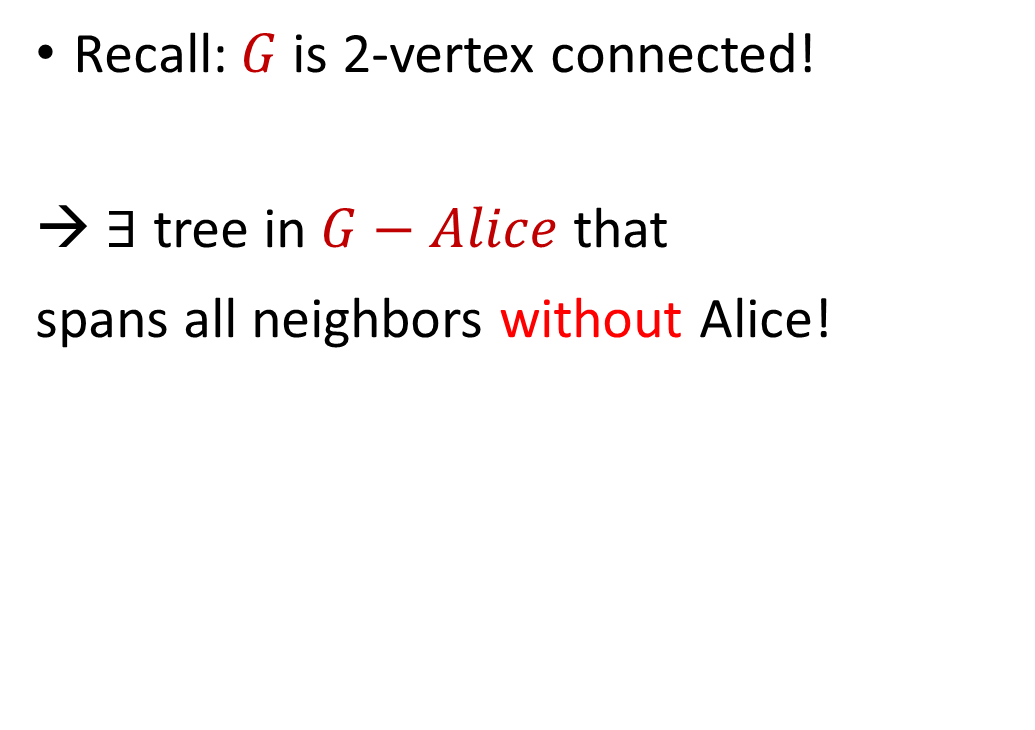 • Recall: G is 2-vertex connected!
→ ∃ tree in G − Alice that
spans all neighbors without Alice!